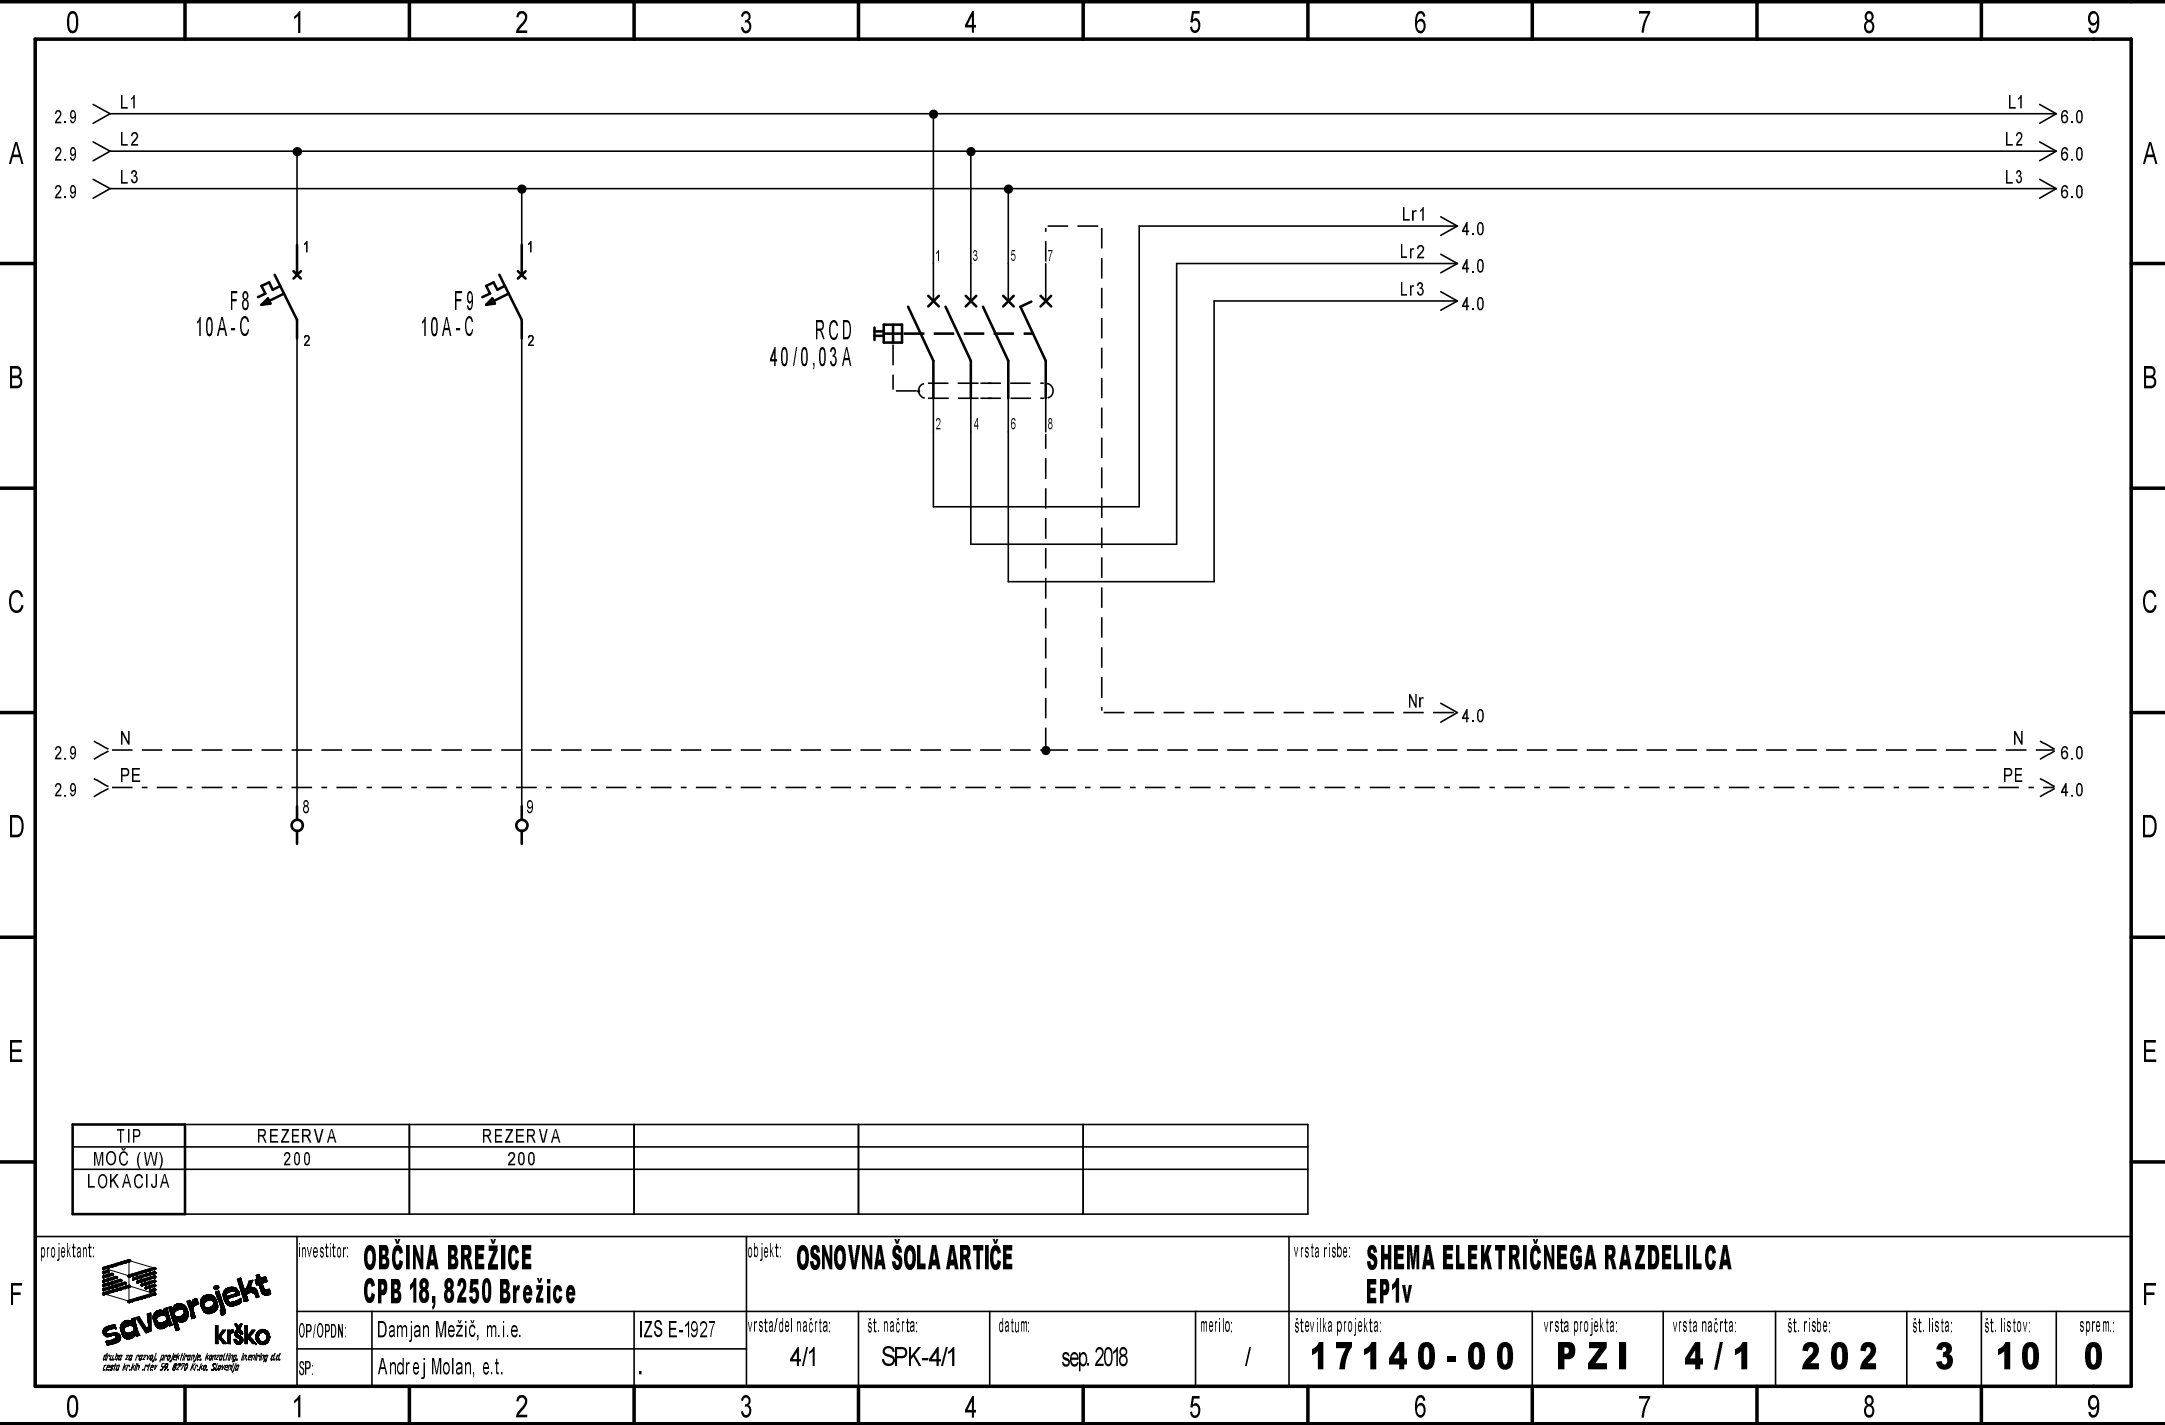 0 1 2 3 4 5 6 7 8 9
2.9 L1 L1 6.0
A 2.9 L2 L2 6.0 A
2.9 L3 L3 6.0
Lr1 4.0
1 1 1 3 5 7 Lr2 4.0
F8 F9 Lr3 4.0
10A-C 10A-C RCD
2 2 40/0,03A
B B
2 4 6 8
C C
Nr 4.0
2.9 N N 6.0
2.9 PE PE 4.0
8 9
D D
E E
TIP REZERVA REZERVA
MOČ (W) 200 200
LOKACIJA
projektant: investitor: OBČINA BREŽICE objekt: OSNOVNA ŠOLA ARTIČE vrsta risbe: SHEMA ELEKTRIČNEGA RAZDELILCA
CPB 18, 8250 Brežice EP1v
F F
savaprojekt
krško
OP/OPDN: Damjan Mežič, m.i.e. IZS E-1927 vrsta/del načrta: št. načrta: datum: merilo: številka projekta: vrsta projekta: vrsta načrta: št. risbe: št. lista: št. listov: sprem.:
4/1 SPK-4/1 sep. 2018 / 17140-00 PZI 4/1 202 3 10 0
SP: Andrej Molan, e.t. .
0 1 2 3 4 5 6 7 8 9